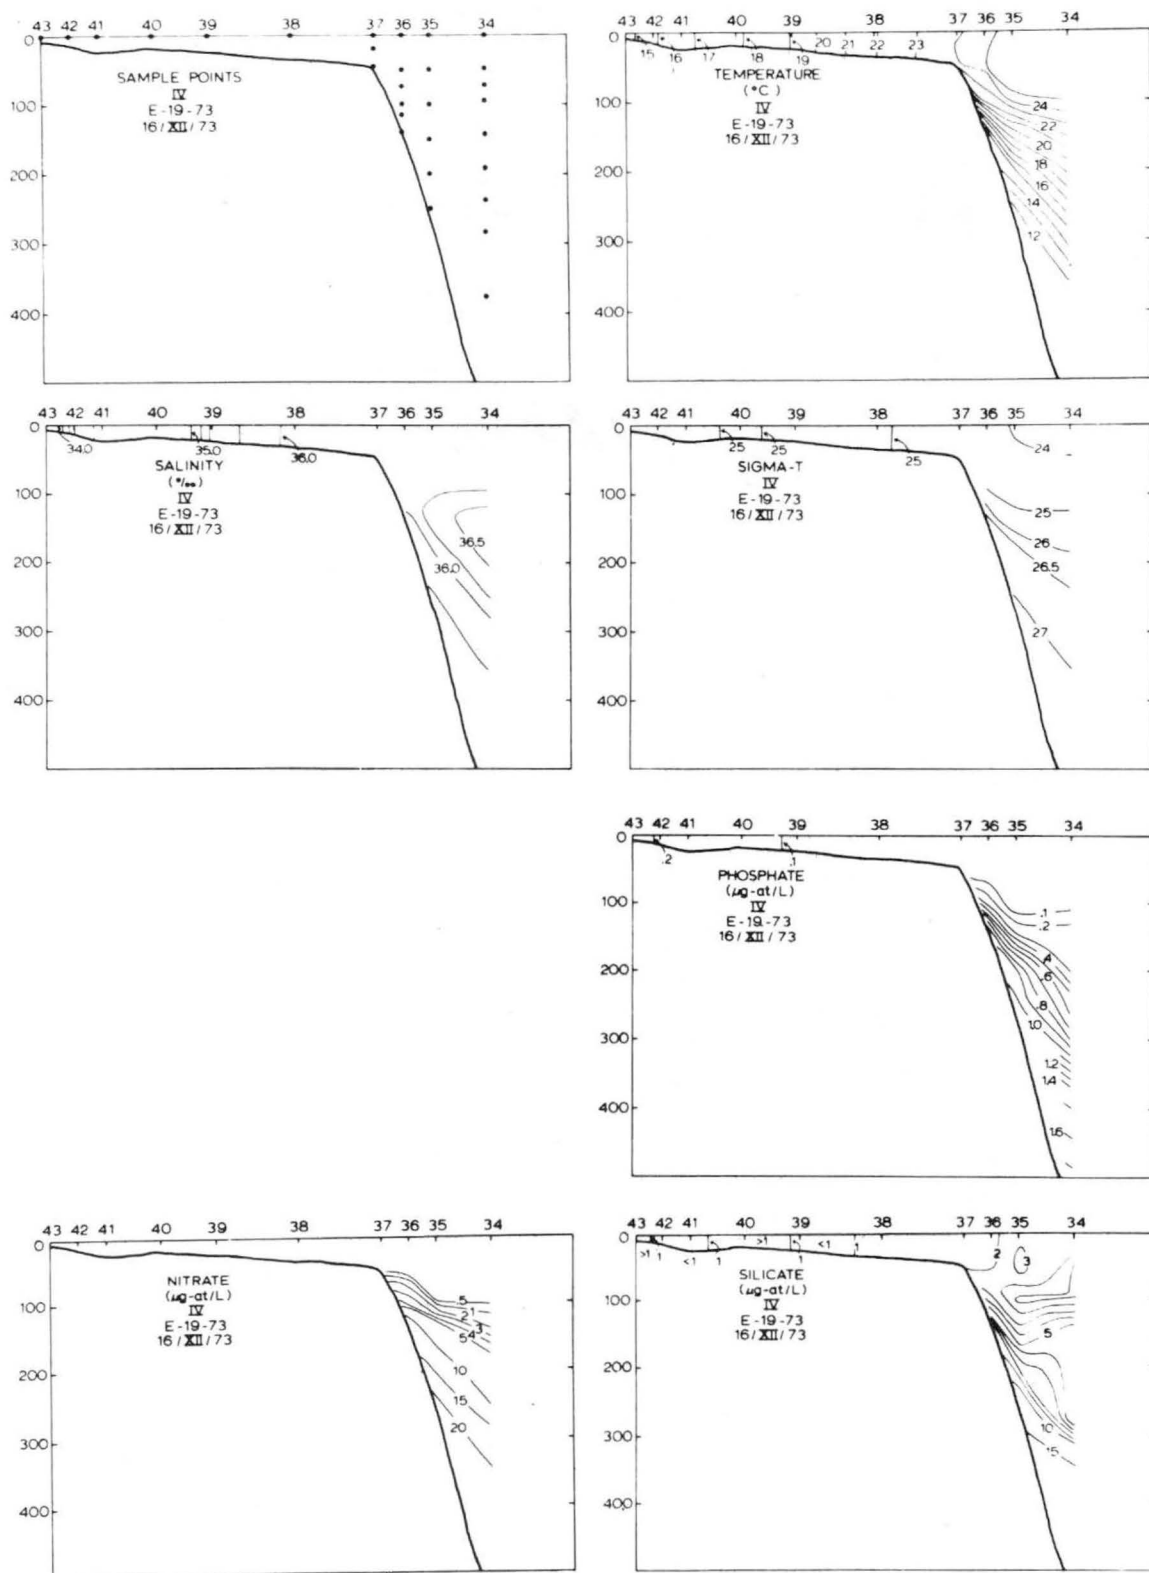 43 42 41 40 39 38 37 36 35 34
0
100
200
300
400
SAMPLE POINTS
IV
E-19-73
16/XII/73
43 42 41 40 39 38 37 36 35 34
0
100
200
300
400
15 16 17 18 19 20 21 22 23
TEMPERATURE
(°C)
IV
E-19-73
16/XII/73
24
22
20
18
16
14
12
43 42 41 40 39 38 37 36 35 34
0
100
200
300
400
34.0 35.0 36.0
SALINITY
(°/oo)
IV
E-19-73
16/XII/73
36.5
36.0
43 42 41 40 39 38 37 36 35 34
0
100
200
300
400
25 25 25 24
SIGMA-T
IV
E-19-73
16/XII/73
25
26
26.5
27
43 42 41 40 39 38 37 36 35 34
0
100
200
300
400
.2 .1
PHOSPHATE
(µg-at/L)
IV
E-19-73
16/XII/73
.1
.2
.4
.6
.8
1.0
1.2
1.4
1.6
43 42 41 40 39 38 37 36 35 34
0
100
200
300
400
NITRATE
(µg-at/L)
IV
E-19-73
16/XII/73
.5
2 1
5 4 3
10
15
20
43 42 41 40 39 38 37 36 35 34
0
100
200
300
400
>1 1 <1 1 >1 1 <1 1 2 3
SILICATE
(µg-at/L)
IV
E-19-73
16/XII/73
5
10
15